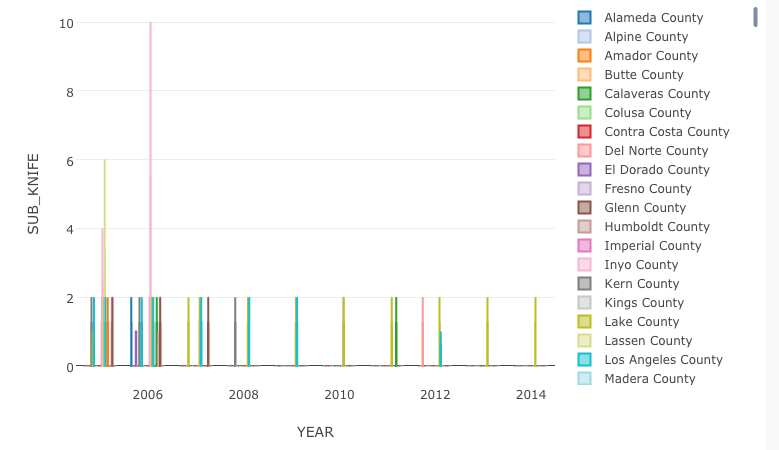 10
8
6
4
2
0
SUB_KNIFE
2006
2008
2010
2012
2014
YEAR
Alameda County
Alpine County
Amador County
Butte County
Calaveras County
Colusa County
Contra Costa County
Del Norte County
El Dorado County
Fresno County
Glenn County
Humboldt County
Imperial County
Inyo County
Kern County
Kings County
Lake County
Lassen County
Los Angeles County
Madera County